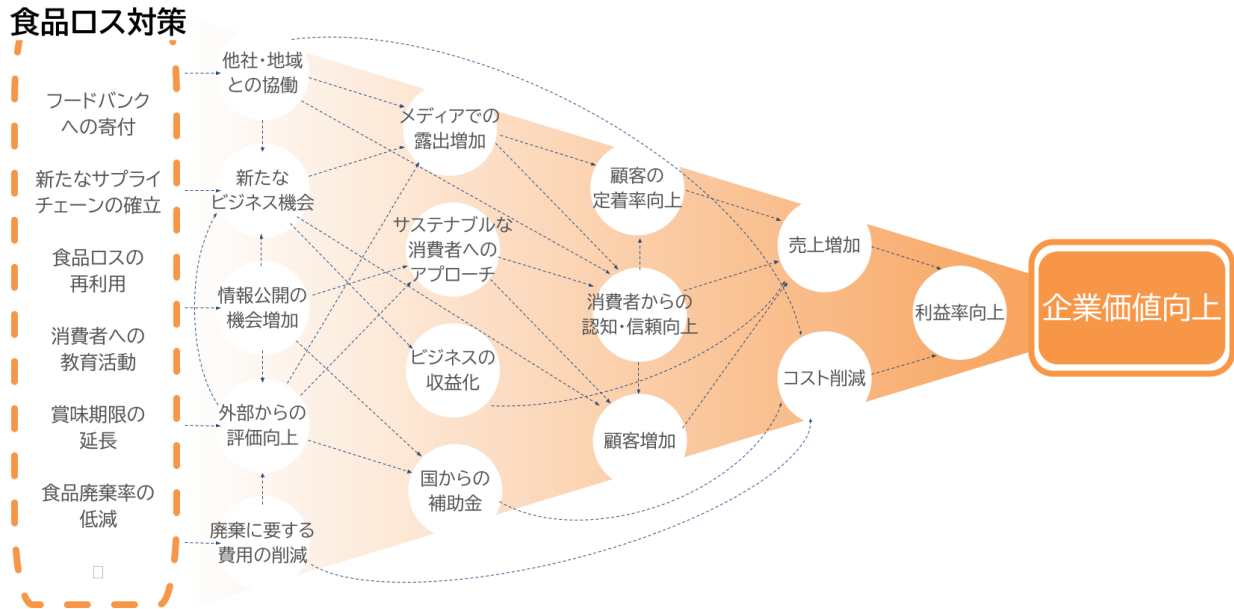 食品ロス対策
フードバンク
への寄付
新たなサプライ
チェーンの確立
食品ロスの
再利用
消費者への
教育活動
賞味期限の
延長
食品廃棄率の
低減
他社・地域
との協働
新たな
ビジネス機会
情報公開の
機会増加
外部からの
評価向上
廃棄に要する
費用の削減
メディアでの
露出増加
サステナブルな
消費者への
アプローチ
ビジネスの
収益化
国からの
補助金
顧客の
定着率向上
消費者からの
認知・信頼向上
顧客増加
売上増加
コスト削減
利益率向上
企業価値向上